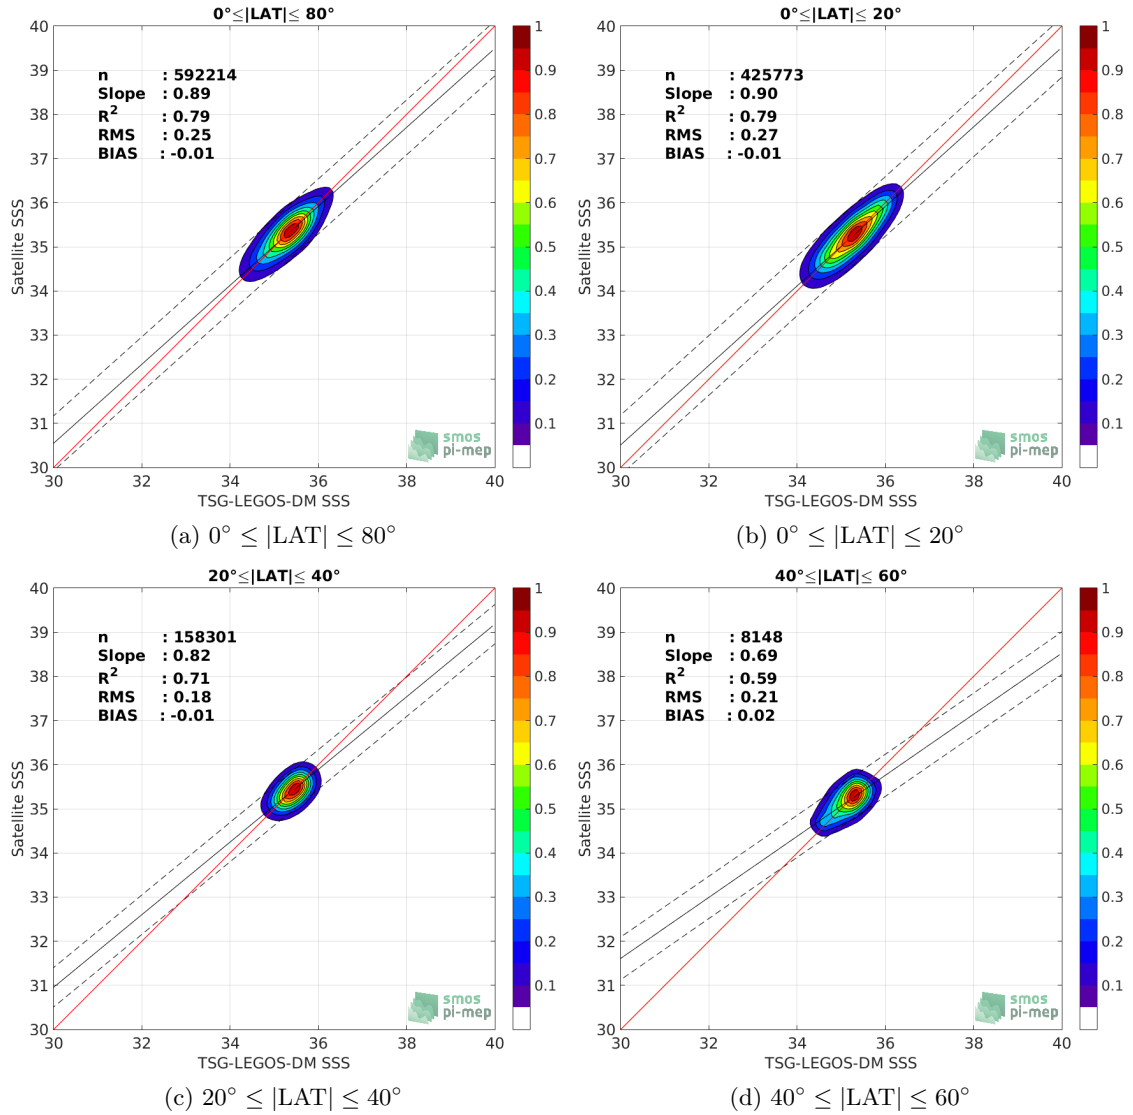 0°≤|LAT|≤ 80°
n : 592214
Slope : 0.89
R² : 0.79
RMS : 0.25
BIAS : -0.01
Satellite SSS
40
39
38
37
36
35
34
33
32
31
30
30 32 34 36 38 40
TSG-LEGOS-DM SSS
1
0.9
0.8
0.7
0.6
0.5
0.4
0.3
0.2
0.1
smos
pi-mep
(a) 0° ≤ |LAT| ≤ 80°
0°≤|LAT|≤ 20°
n : 425773
Slope : 0.90
R² : 0.79
RMS : 0.27
BIAS : -0.01
Satellite SSS
40
39
38
37
36
35
34
33
32
31
30
30 32 34 36 38 40
TSG-LEGOS-DM SSS
1
0.9
0.8
0.7
0.6
0.5
0.4
0.3
0.2
0.1
smos
pi-mep
(b) 0° ≤ |LAT| ≤ 20°
20°≤|LAT|≤ 40°
n : 158301
Slope : 0.82
R² : 0.71
RMS : 0.18
BIAS : -0.01
Satellite SSS
40
39
38
37
36
35
34
33
32
31
30
30 32 34 36 38 40
TSG-LEGOS-DM SSS
1
0.9
0.8
0.7
0.6
0.5
0.4
0.3
0.2
0.1
smos
pi-mep
(c) 20° ≤ |LAT| ≤ 40°
40°≤|LAT|≤ 60°
n : 8148
Slope : 0.69
R² : 0.59
RMS : 0.21
BIAS : 0.02
Satellite SSS
40
39
38
37
36
35
34
33
32
31
30
30 32 34 36 38 40
TSG-LEGOS-DM SSS
1
0.9
0.8
0.7
0.6
0.5
0.4
0.3
0.2
0.1
smos
pi-mep
(d) 40° ≤ |LAT| ≤ 60°